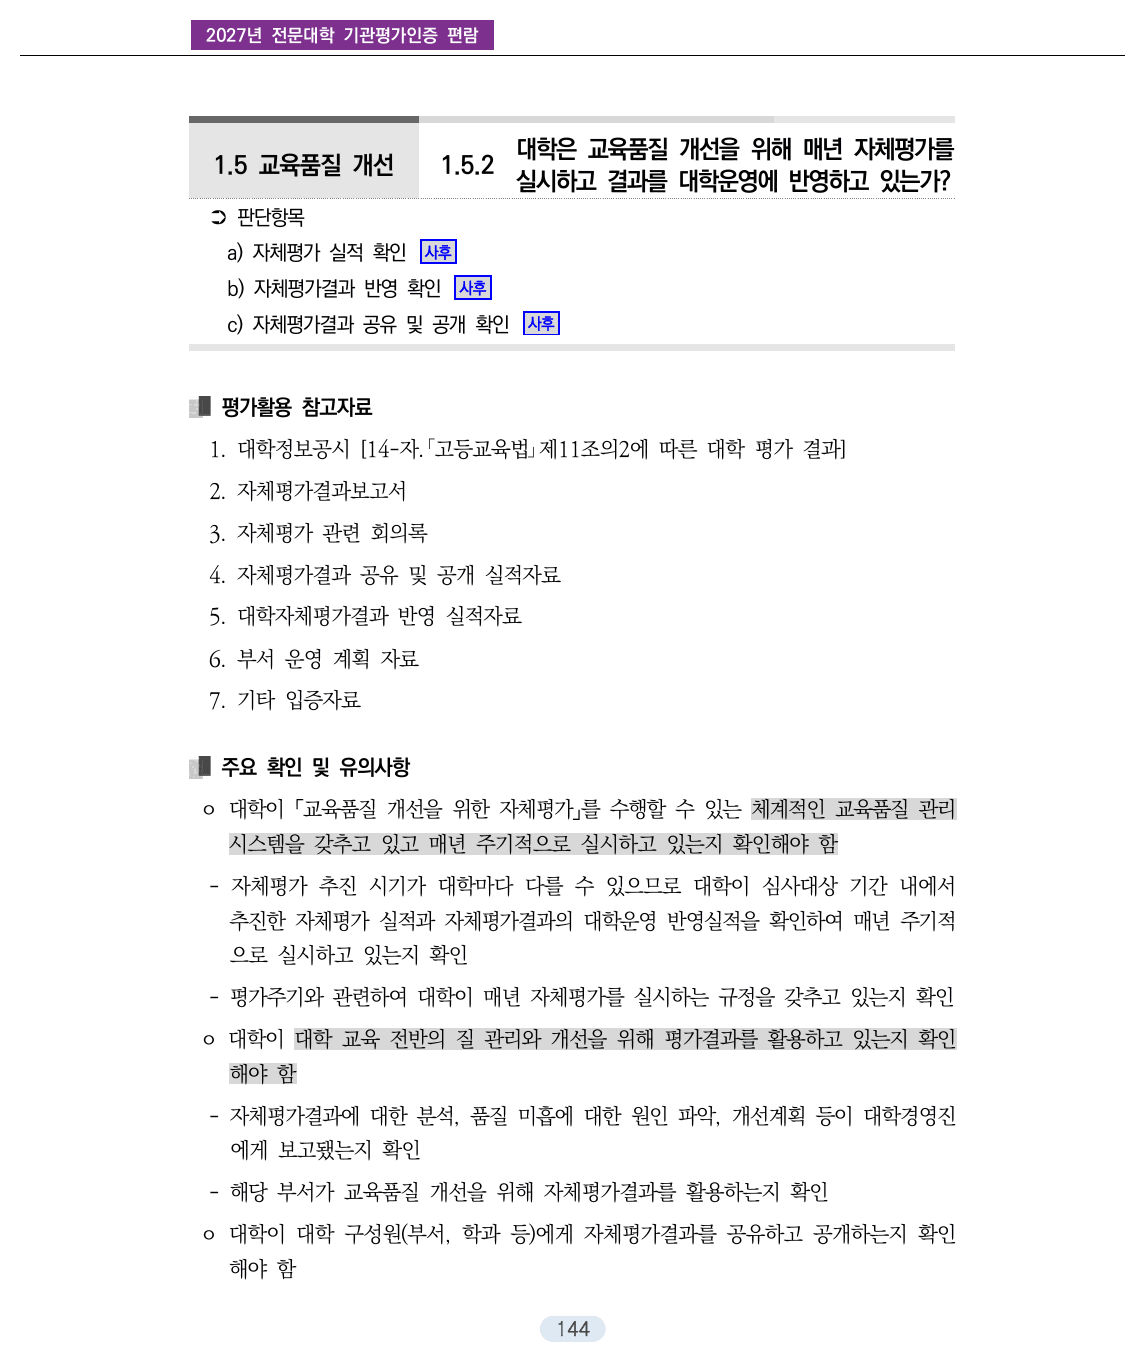 2027년 전문대학 기관평가인증 편람
1.5 교육품질 개선
1.5.2
대학은 교육품질 개선을 위해 매년 자체평가를
실시하고 결과를 대학운영에 반영하고 있는가?
➲ 판단항목
a) 자체평가 실적 확인 사후
b) 자체평가결과 반영 확인 사후
c) 자체평가결과 공유 및 공개 확인 사후
평가활용 참고자료
1. 대학정보공시 [14-자.「고등교육법」제11조의2에 따른 대학 평가 결과]
2. 자체평가결과보고서
3. 자체평가 관련 회의록
4. 자체평가결과 공유 및 공개 실적자료
5. 대학자체평가결과 반영 실적자료
6. 부서 운영 계획 자료
7. 기타 입증자료
주요 확인 및 유의사항
ㅇ 대학이 「교육품질 개선을 위한 자체평가」를 수행할 수 있는 체계적인 교육품질 관리
시스템을 갖추고 있고 매년 주기적으로 실시하고 있는지 확인해야 함
- 자체평가 추진 시기가 대학마다 다를 수 있으므로 대학이 심사대상 기간 내에서
추진한 자체평가 실적과 자체평가결과의 대학운영 반영실적을 확인하여 매년 주기적
으로 실시하고 있는지 확인
- 평가주기와 관련하여 대학이 매년 자체평가를 실시하는 규정을 갖추고 있는지 확인
ㅇ 대학이 대학 교육 전반의 질 관리와 개선을 위해 평가결과를 활용하고 있는지 확인
해야 함
- 자체평가결과에 대한 분석, 품질 미흡에 대한 원인 파악, 개선계획 등이 대학경영진
에게 보고됐는지 확인
- 해당 부서가 교육품질 개선을 위해 자체평가결과를 활용하는지 확인
ㅇ 대학이 대학 구성원(부서, 학과 등)에게 자체평가결과를 공유하고 공개하는지 확인
해야 함
144